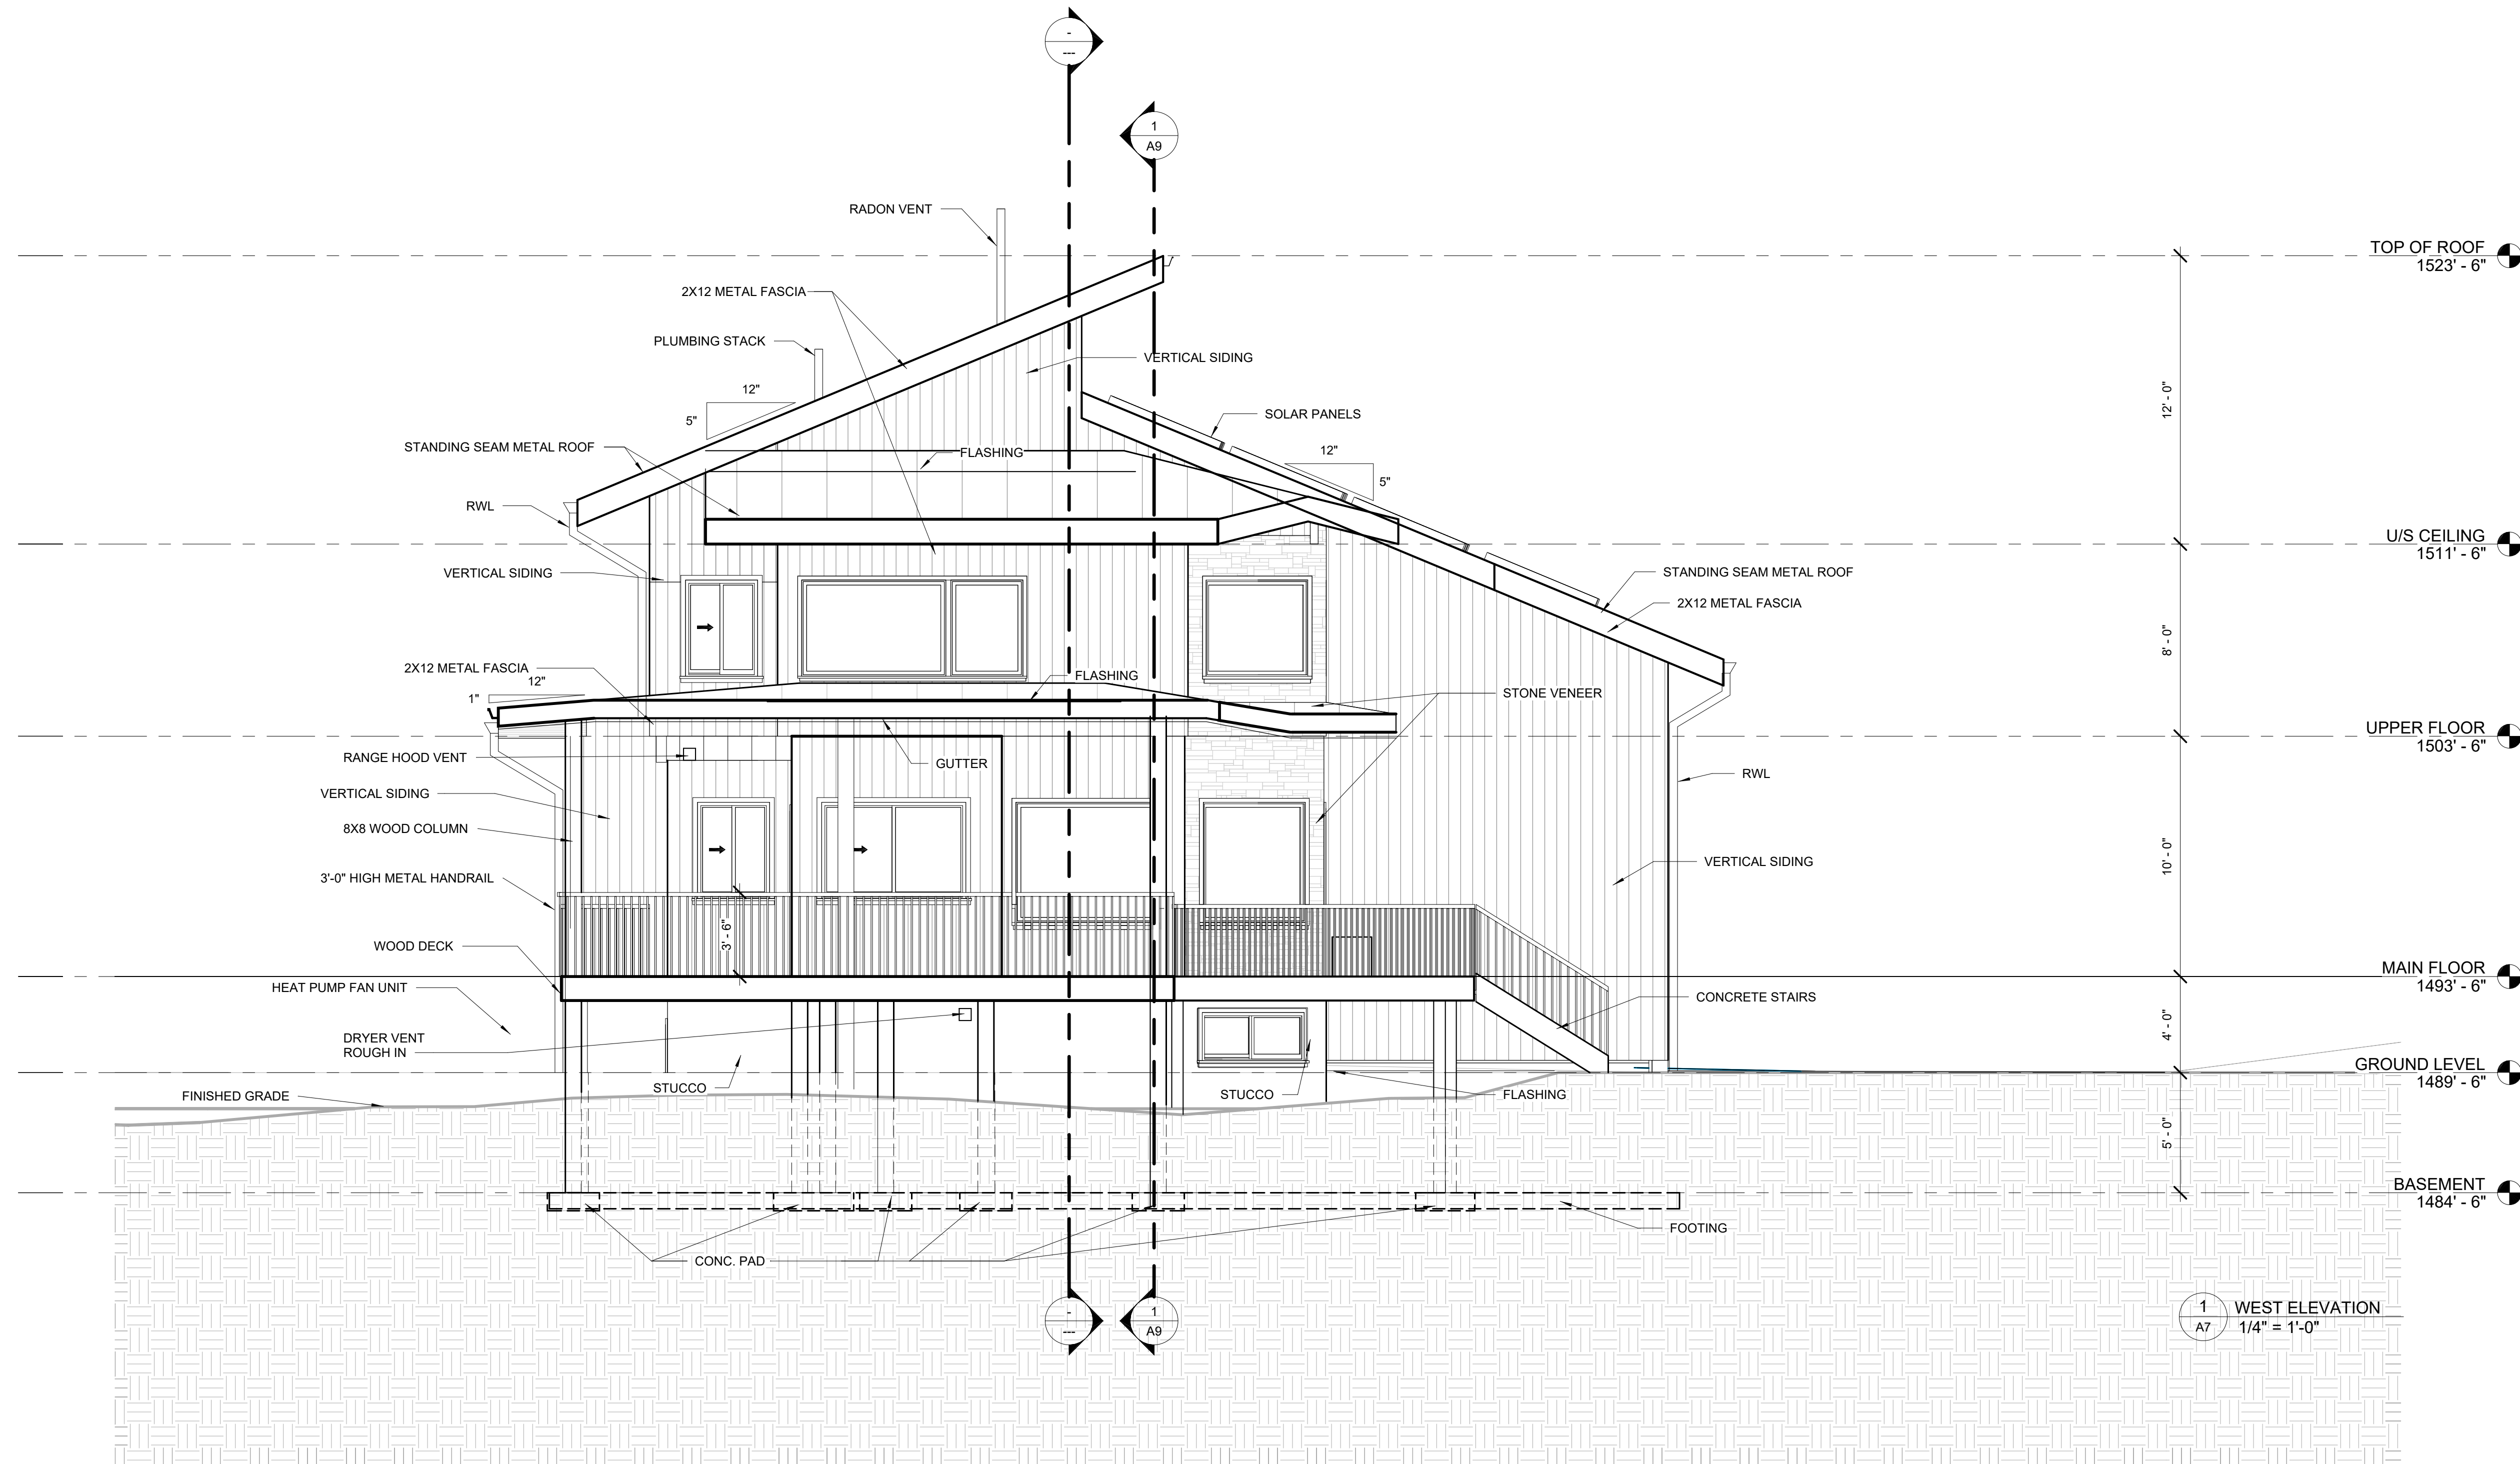 -
---
1
A9
RADON VENT
TOP OF ROOF
1523' - 6"
2X12 METAL FASCIA
PLUMBING STACK
VERTICAL SIDING
12"
5"
12' - 0"
SOLAR PANELS
STANDING SEAM METAL ROOF
FLASHING
12"
5"
RWL
U/S CEILING
1511' - 6"
VERTICAL SIDING
STANDING SEAM METAL ROOF
2X12 METAL FASCIA
8' - 0"
2X12 METAL FASCIA
12"
1"
FLASHING
STONE VENEER
UPPER FLOOR
1503' - 6"
RANGE HOOD VENT
GUTTER
RWL
VERTICAL SIDING
8X8 WOOD COLUMN
10' - 0"
VERTICAL SIDING
3'-0" HIGH METAL HANDRAIL
3' - 6"
WOOD DECK
MAIN FLOOR
1493' - 6"
HEAT PUMP FAN UNIT
CONCRETE STAIRS
4' - 0"
DRYER VENT
ROUGH IN
GROUND LEVEL
1489' - 6"
STUCCO
FINISHED GRADE
STUCCO
FLASHING
5' - 0"
BASEMENT
1484' - 6"
FOOTING
CONC. PAD
-
---
1
A9
1
A7
WEST ELEVATION
1/4" = 1'-0"